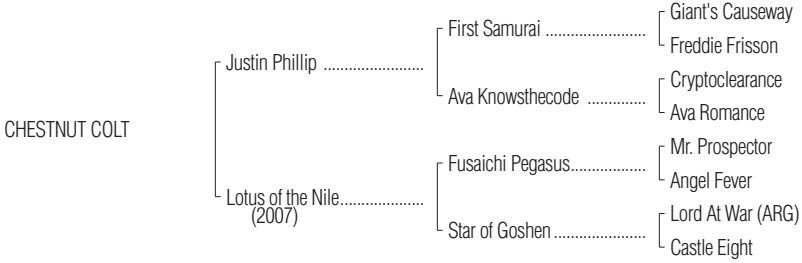 Giant's Causeway
First Samurai ........................
Freddie Frisson
Justin Phillip ........................
Cryptoclearance
Ava Knowsthecode ..............
Ava Romance
CHESTNUT COLT
Mr. Prospector
Fusaichi Pegasus..................
Angel Fever
Lotus of the Nile....................
(2007)
Lord At War (ARG)
Star of Goshen ......................
Castle Eight